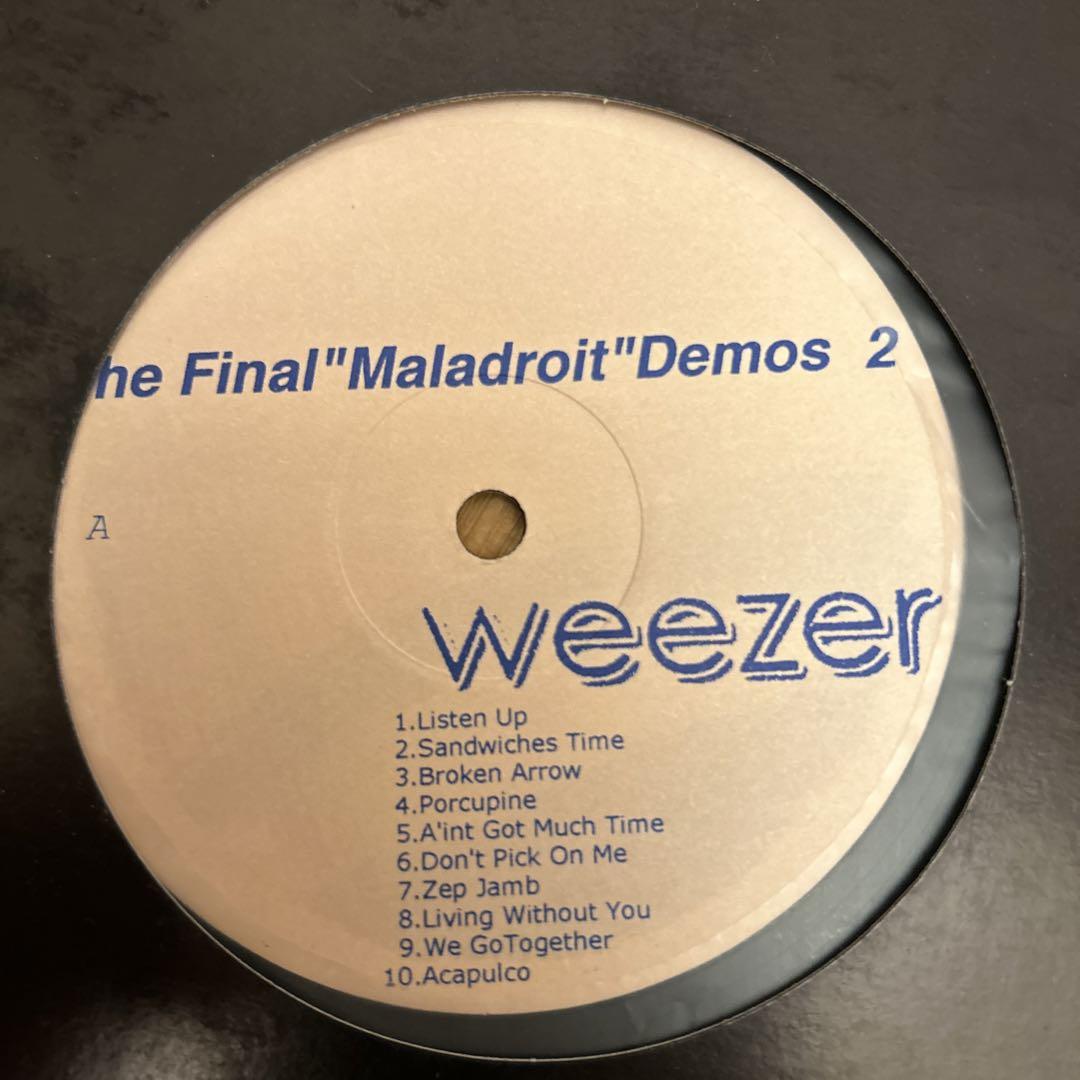 he Final"Maladroit"Demos 2
A
weezer
1.Listen Up
2.Sandwiches Time
3.Broken Arrow
4.Porcupine
5.A'int Got Much Time
6.Don't Pick On Me
7.Zep Jamb
8.Living Without You
9.We GoTogether
10.Acapulco